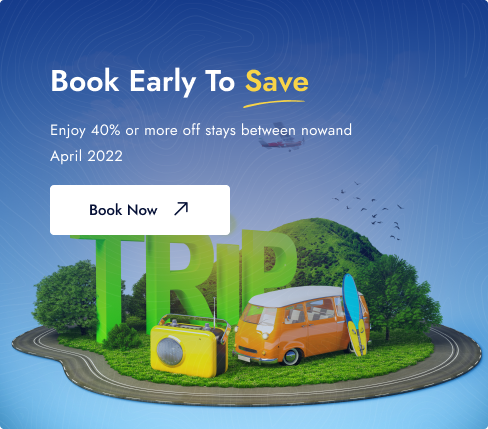 Book Early To Save
Enjoy 40% or more off stays between nowand
April 2022
Book Now
TRIP